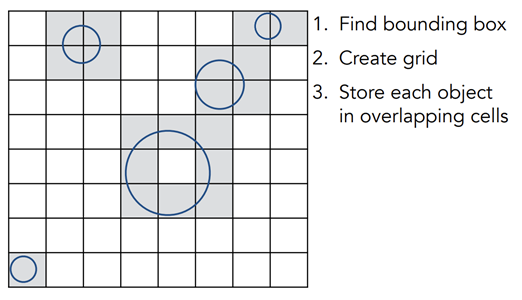 1. Find bounding box
2. Create grid
3. Store each object
in overlapping cells